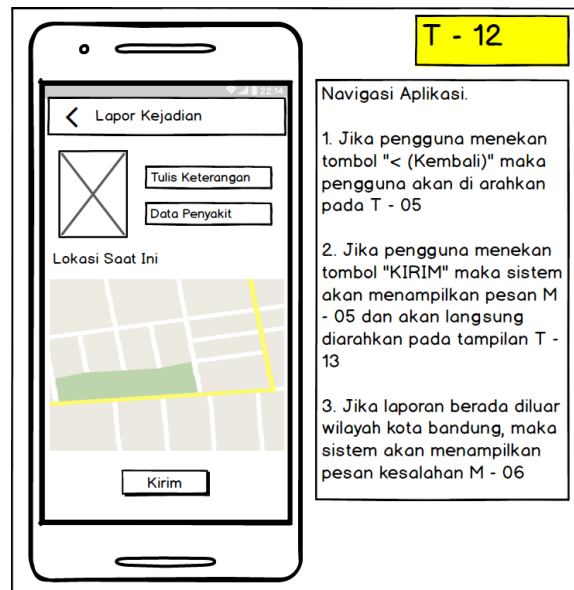 T - 12
22.14
Lapor Kejadian
Tulis Keterangan
Data Penyakit
Lokasi Saat Ini
Kirim
Navigasi Aplikasi.
1. Jika pengguna menekan
tombol "< (Kembali)" maka
pengguna akan di arahkan
pada T - 05
2. Jika pengguna menekan
tombol "KIRIM" maka sistem
akan menampilkan pesan M
- 05 dan akan langsung
diarahkan pada tampilan T -
13
3. Jika laporan berada diluar
wilayah kota bandung, maka
sistem akan menampilkan
pesan kesalahan M - 06